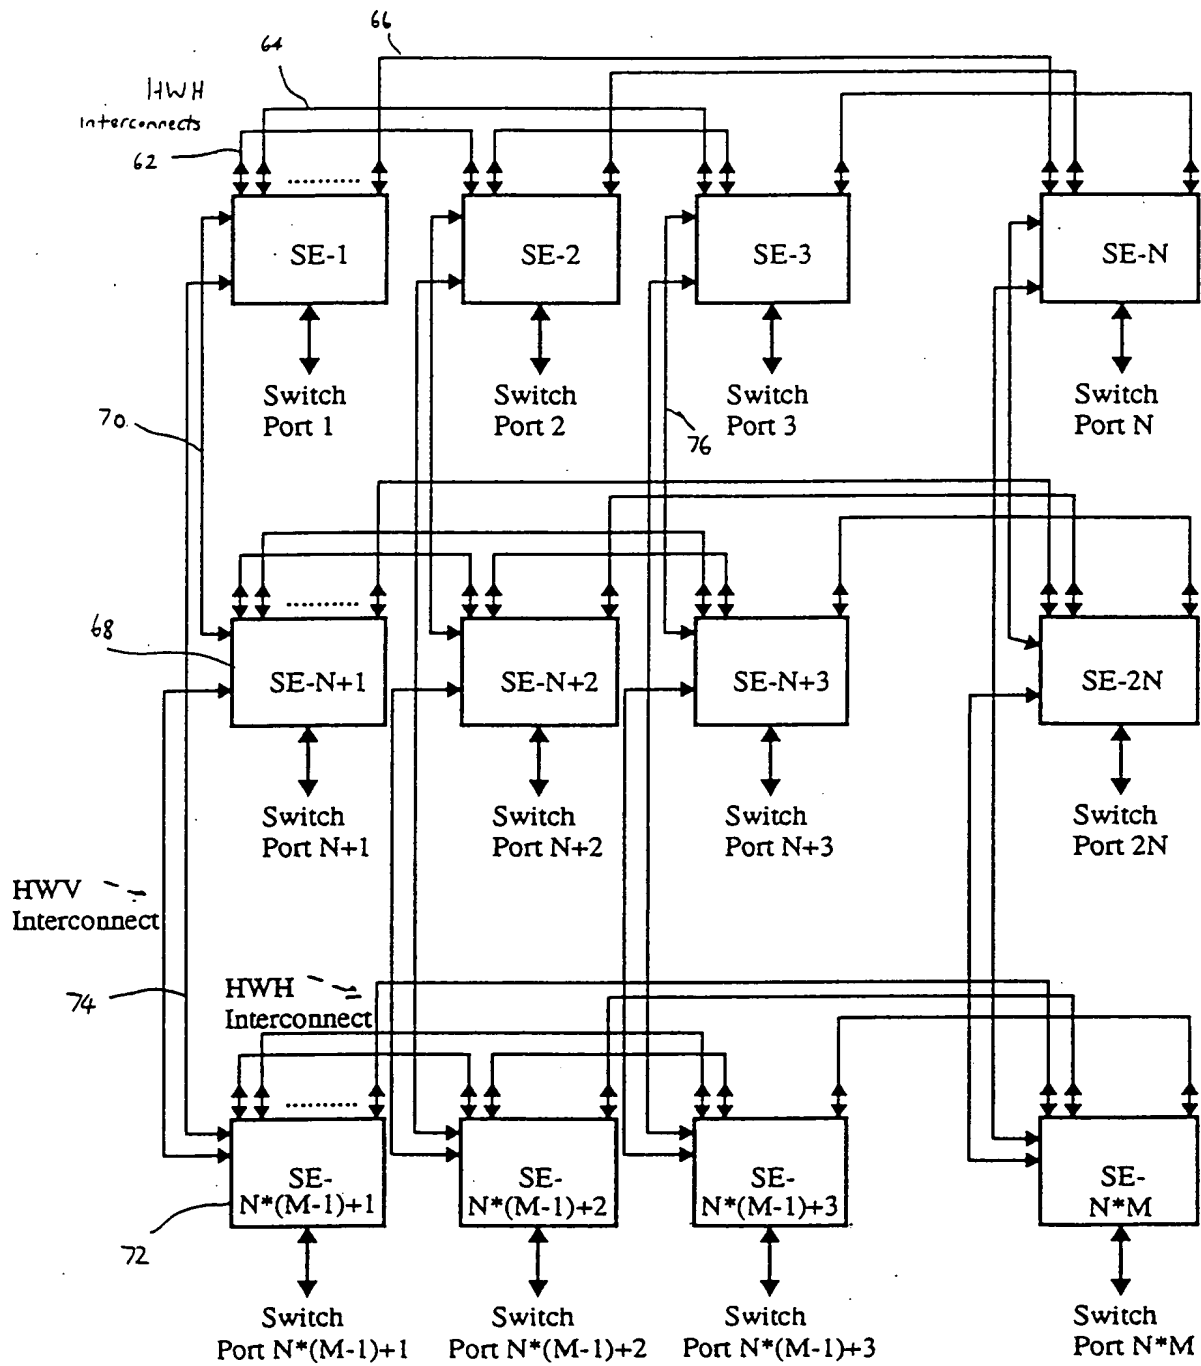 66
64
HWH
interconnects
62
SE-1
SE-2
SE-3
SE-N
Switch
Port 1
Switch
Port 2
Switch
Port 3
Switch
Port N
70
76
68
SE-N+1
SE-N+2
SE-N+3
SE-2N
Switch
Port N+1
Switch
Port N+2
Switch
Port N+3
Switch
Port 2N
HWV
Interconnect
74
HWH
Interconnect
SE-
N*(M-1)+1
SE-
N*(M-1)+2
SE-
N*(M-1)+3
SE-
N*M
72
Switch
Port N*(M-1)+1
Switch
Port N*(M-1)+2
Switch
Port N*(M-1)+3
Switch
Port N*M